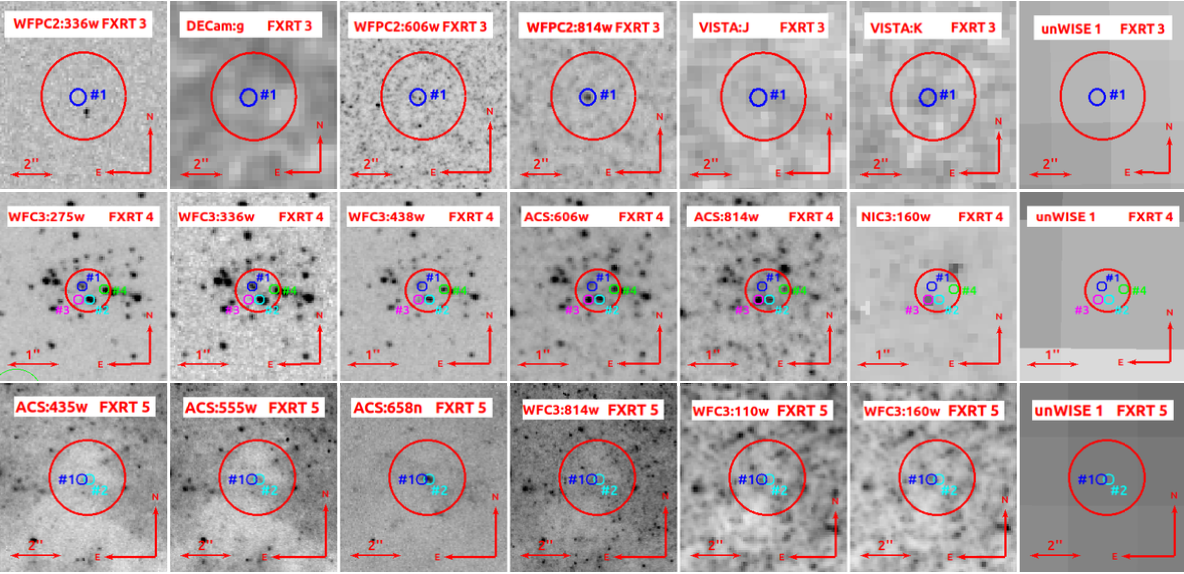 WFPC2:336w FXRT 3
#1
N
2''
E
DECam:g FXRT 3
#1
N
2''
E
WFPC2:606w FXRT 3
#1
N
2''
E
WFPC2:814w FXRT 3
#1
N
2''
E
VISTA:J FXRT 3
#1
N
2''
E
VISTA:K FXRT 3
#1
N
2''
E
unWISE 1 FXRT 3
#1
N
2''
E
WFC3:275w FXRT 4
#1
#4
#3 #2
N
1''
E
WFC3:336w FXRT 4
#1
#4
#3 #2
N
1''
E
WFC3:438w FXRT 4
#1
#4
#3 #2
N
1''
E
ACS:606w FXRT 4
#1
#4
#3 #2
N
1''
E
ACS:814w FXRT 4
#1
#4
#3 #2
N
1''
E
NIC3:160w FXRT 4
#1
#4
#3 #2
N
1''
E
unWISE 1 FXRT 4
#1
#4
#3 #2
N
1''
E
ACS:435w FXRT 5
#1
#2
N
2''
E
ACS:555w FXRT 5
#1
#2
N
2''
E
ACS:658n FXRT 5
#1
#2
N
2''
E
WFC3:814w FXRT 5
#1
#2
N
2''
E
WFC3:110w FXRT 5
#1
#2
N
2''
E
WFC3:160w FXRT 5
#1
#2
N
2''
E
unWISE 1 FXRT 5
#1
#2
N
2''
E